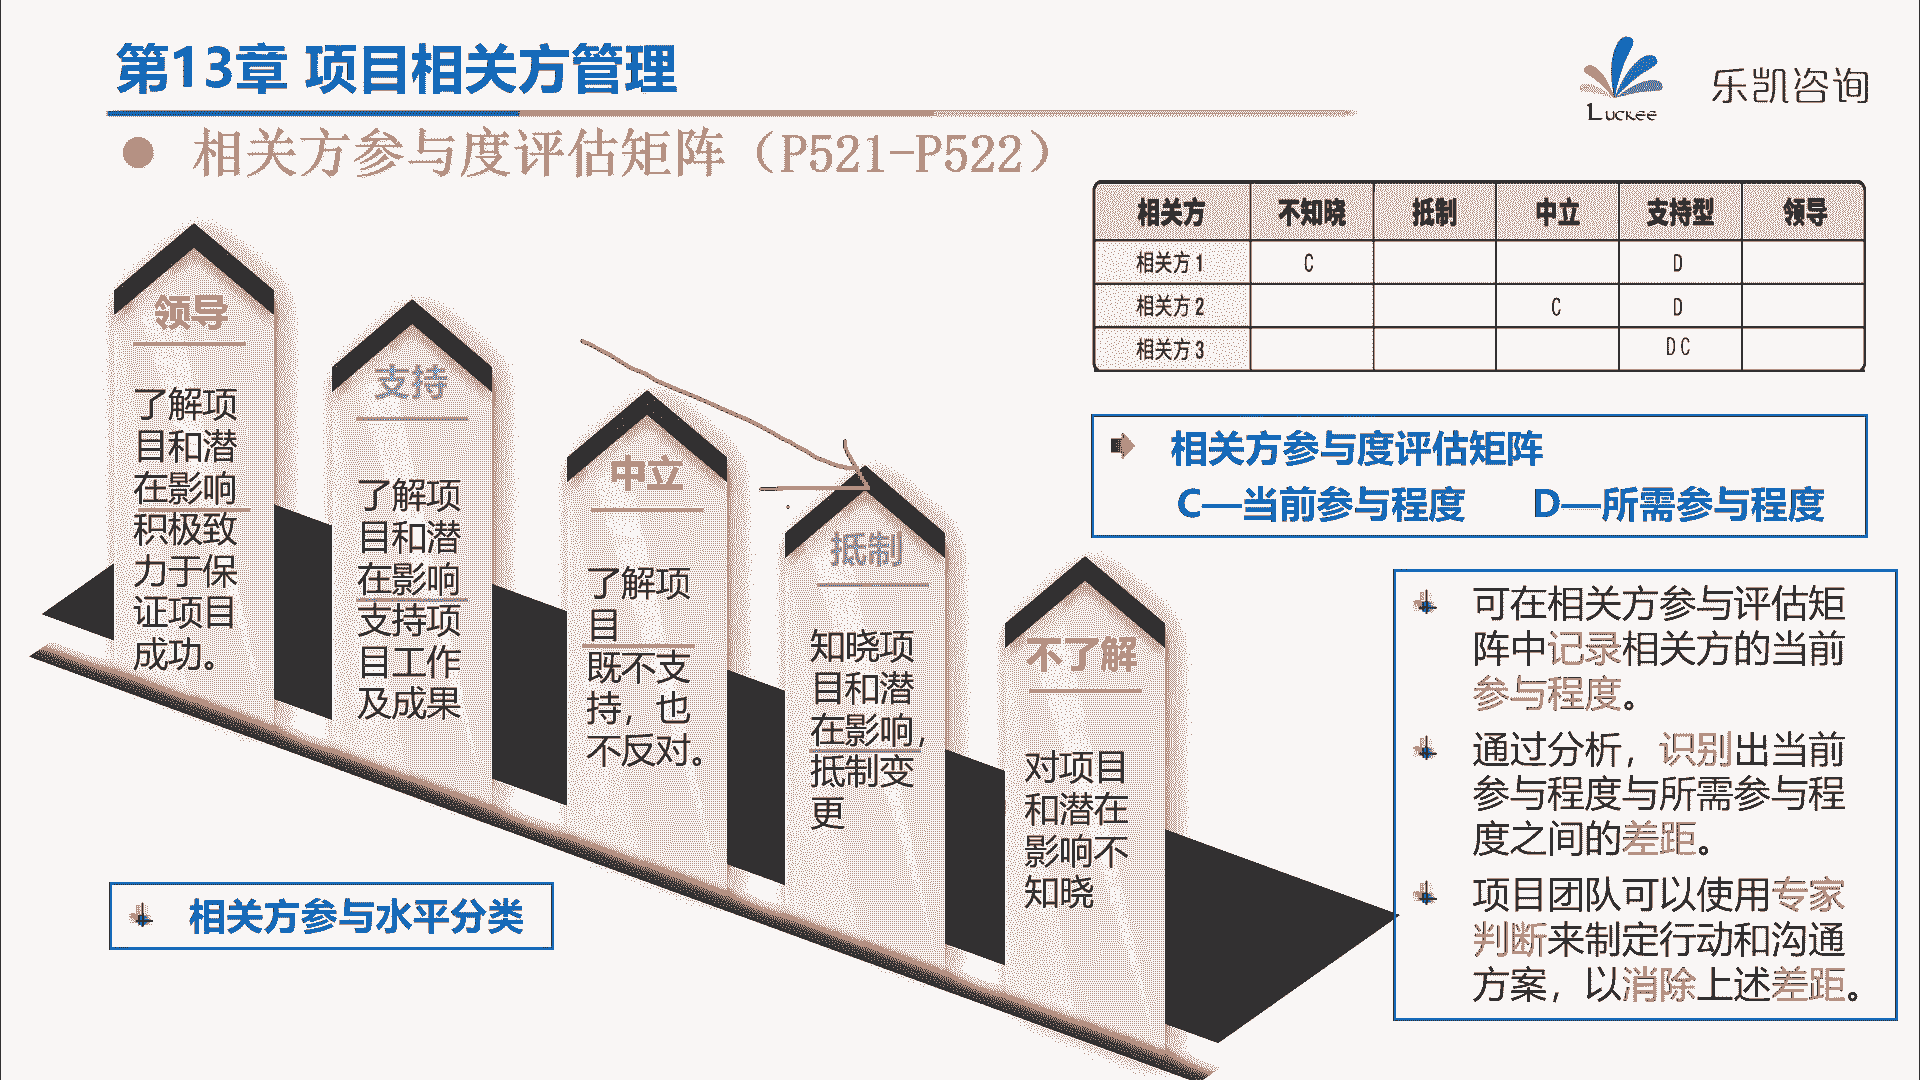 第13章 项目相关方管理
Luckee
乐凯咨询
相关方参与度评估矩阵（P521-P522）
相关方 不知晓 抵制 中立 支持型 领导
相关方1 C D
相关方2 C D
相关方3 D C
相关方参与度评估矩阵
C—当前参与程度 D—所需参与程度
领导
了解项
目和潜
在影响
积极致
力于保
证项目
成功。
支持
了解项
目和潜
在影响
支持项
目工作
及成果
中立
了解项
目
既不支
持，也
不反对。
抵制
知晓项
目和潜
在影响，
抵制变
更
不了解
对项目
和潜在
影响不
知晓
相关方参与水平分类
可在相关方参与评估矩
阵中记录相关方的当前
参与程度。
通过分析，识别出当前
参与程度与所需参与程
度之间的差距。
项目团队可以使用专家
判断来制定行动和沟通
方案，以消除上述差距。